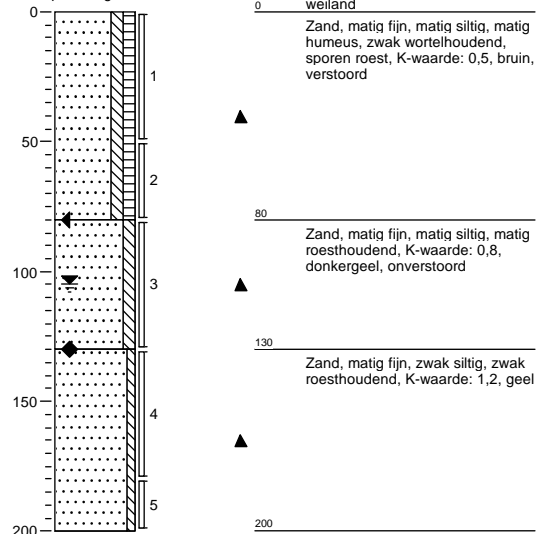 0
50
100
150
200
1
2
3
4
5
0
weiland
Zand, matig fijn, matig siltig, matig
humeus, zwak wortelhoudend,
sporen roest, K-waarde: 0,5, bruin,
verstoord
80
Zand, matig fijn, matig siltig, matig
roesthoudend, K-waarde: 0,8,
donkergeel, onverstoord
130
Zand, matig fijn, zwak siltig, zwak
roesthoudend, K-waarde: 1,2, geel
200